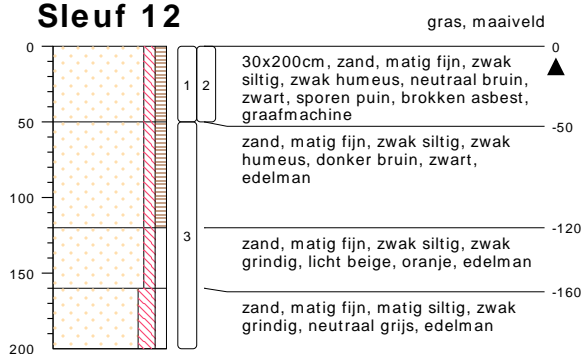 Sleuf 12
gras, maaiveld
0
50
100
150
200
1
2
3
0
30x200cm, zand, matig fijn, zwak
siltig, zwak humeus, neutraal bruin,
zwart, sporen puin, brokken asbest,
graafmachine
-50
zand, matig fijn, zwak siltig, zwak
humeus, donker bruin, zwart,
edelman
-120
zand, matig fijn, zwak siltig, zwak
grindig, licht beige, oranje, edelman
-160
zand, matig fijn, matig siltig, zwak
grindig, neutraal grijs, edelman